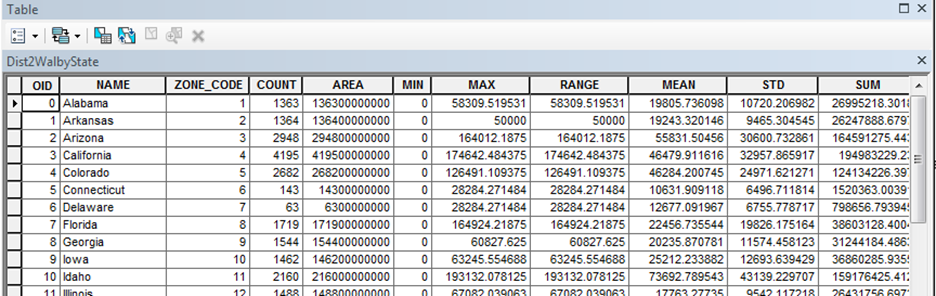 Table
Dist2WalbyState
OID NAME ZONE_CODE COUNT AREA MIN MAX RANGE MEAN STD SUM
0 Alabama 1 1363 136300000000 0 58309.519531 58309.519531 19805.736098 10720.206982 26995218.301
1 Arkansas 2 1364 136400000000 0 50000 50000 19243.320146 9465.304545 26247888.679
2 Arizona 3 2948 294800000000 0 164012.1875 164012.1875 55831.50456 30600.732861 164591275.44
3 California 4 4195 419500000000 0 174642.484375 174642.484375 46479.911616 32957.865917 194983229.23
4 Colorado 5 2682 268200000000 0 126491.109375 126491.109375 46284.200745 24971.621271 124134226.39
5 Connecticut 6 143 14300000000 0 28284.271484 28284.271484 10631.909118 6496.711814 1520363.0039
6 Delaware 7 63 6300000000 0 28284.271484 28284.271484 12677.091967 6755.778717 798656.79394
7 Florida 8 1719 171900000000 0 164924.21875 164924.21875 22456.735544 19826.175164 38603128.400
8 Georgia 9 1544 154400000000 0 60827.625 60827.625 20235.870781 11574.458123 31244184.486
9 Iowa 10 1462 146200000000 0 63245.554688 63245.554688 25212.233882 12693.639429 36860285.935
10 Idaho 11 2160 216000000000 0 193132.078125 193132.078125 73692.789543 43139.229707 159176425.41
11 Illinois 12 1488 148800000000 0 67082.039063 67082.039063 17763.27735 9542.117218 26431756.697